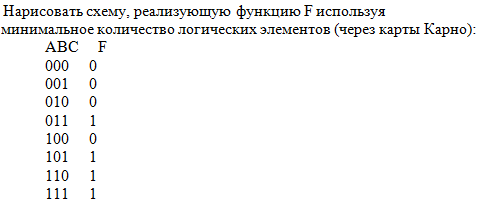 Нарисовать схему, реализующую функцию F используя
минимальное количество логических элементов (через карты Карно):
ABC F
000 0
001 0
010 0
011 1
100 0
101 1
110 1
111 1